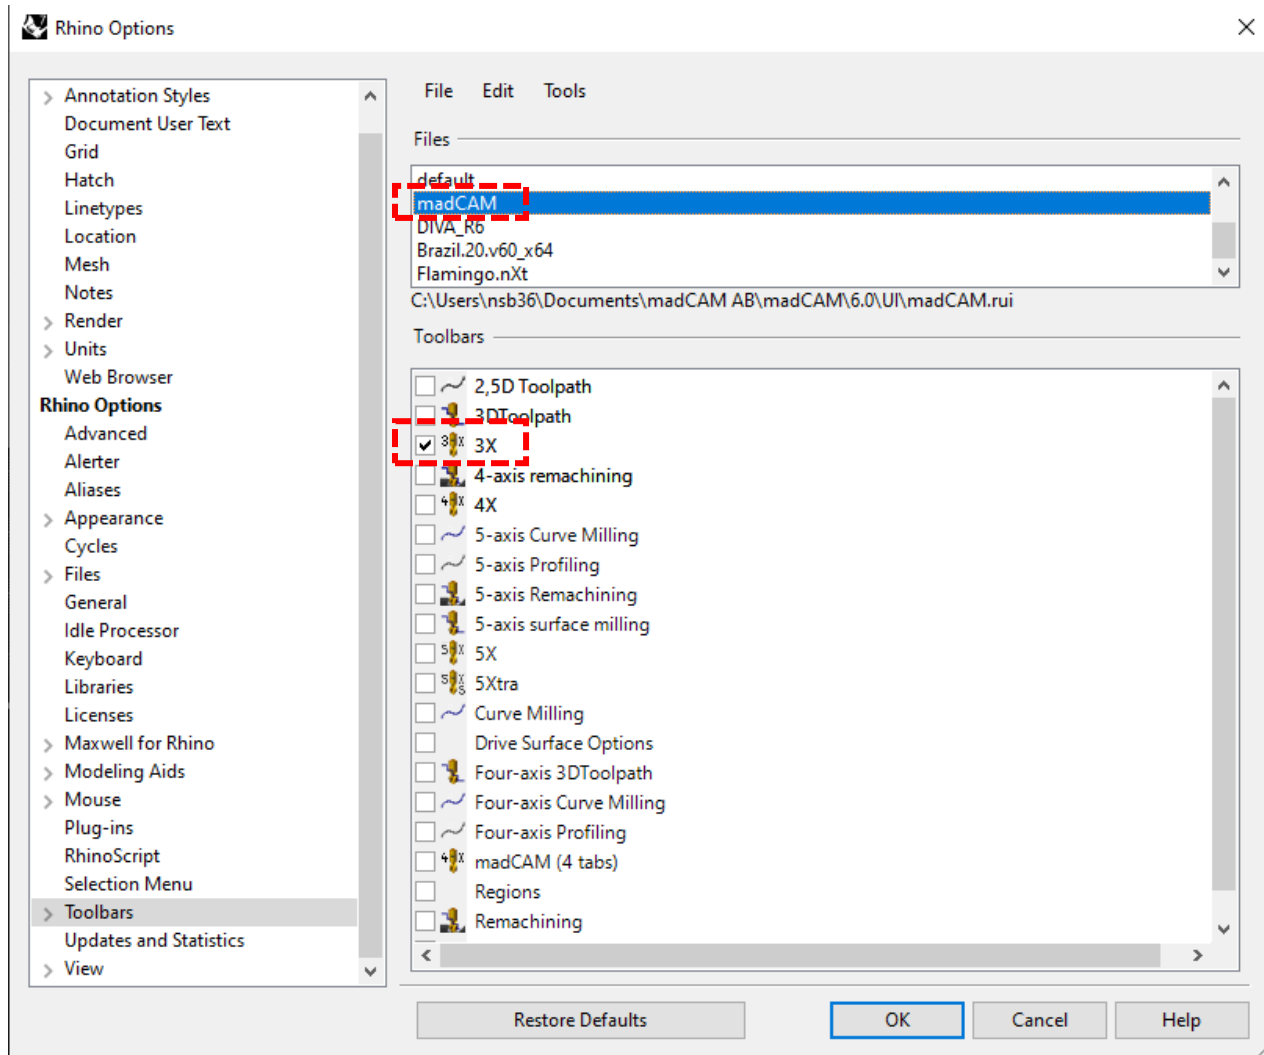 Rhino Options
Annotation Styles
Document User Text
Grid
Hatch
Linetypes
Location
Mesh
Notes
Render
Units
Web Browser
Rhino Options
Advanced
Alerter
Aliases
Appearance
Cycles
Files
General
Idle Processor
Keyboard
Libraries
Licenses
Maxwell for Rhino
Modeling Aids
Mouse
Plug-ins
RhinoScript
Selection Menu
Toolbars
Updates and Statistics
View
File Edit Tools
Files
default
madCAM
DIVA_R6
Brazil.20.v60_x64
Flamingo.nXt
C:\Users\nsb36\Documents\madCAM AB\madCAM\6.0\UI\madCAM.rui
Toolbars
2,5D Toolpath
3DToolpath
3X 3X
4-axis remachining
4X 4X
5-axis Curve Milling
5-axis Profiling
5-axis Remachining
5-axis surface milling
5X 5X
5XS 5Xtra
Curve Milling
Drive Surface Options
Four-axis 3DToolpath
Four-axis Curve Milling
Four-axis Profiling
4X madCAM (4 tabs)
Regions
Remachining
Restore Defaults OK Cancel Help